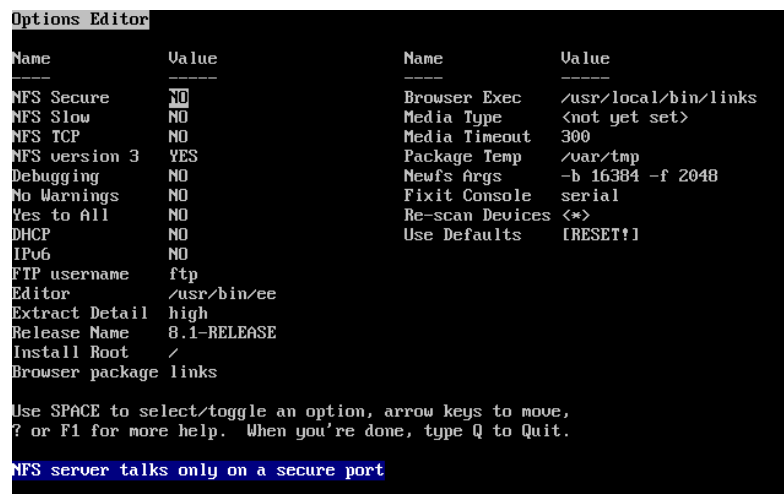 Options Editor
Name Value Name Value
---- ----- ---- -----
NFS Secure NO Browser Exec /usr/local/bin/links
NFS Slow NO Media Type <not yet set>
NFS TCP NO Media Timeout 300
NFS version 3 YES Package Temp /var/tmp
Debugging NO Newfs Args -b 16384 -f 2048
No Warnings NO Fixit Console serial
Yes to All NO Re-scan Devices <*>
DHCP NO Use Defaults [RESET!]
IPv6 NO
FTP username ftp
Editor /usr/bin/ee
Extract Detail high
Release Name 8.1-RELEASE
Install Root /
Browser package links
Use SPACE to select/toggle an option, arrow keys to move,
? or F1 for more help. When you're done, type Q to Quit.
NFS server talks only on a secure port